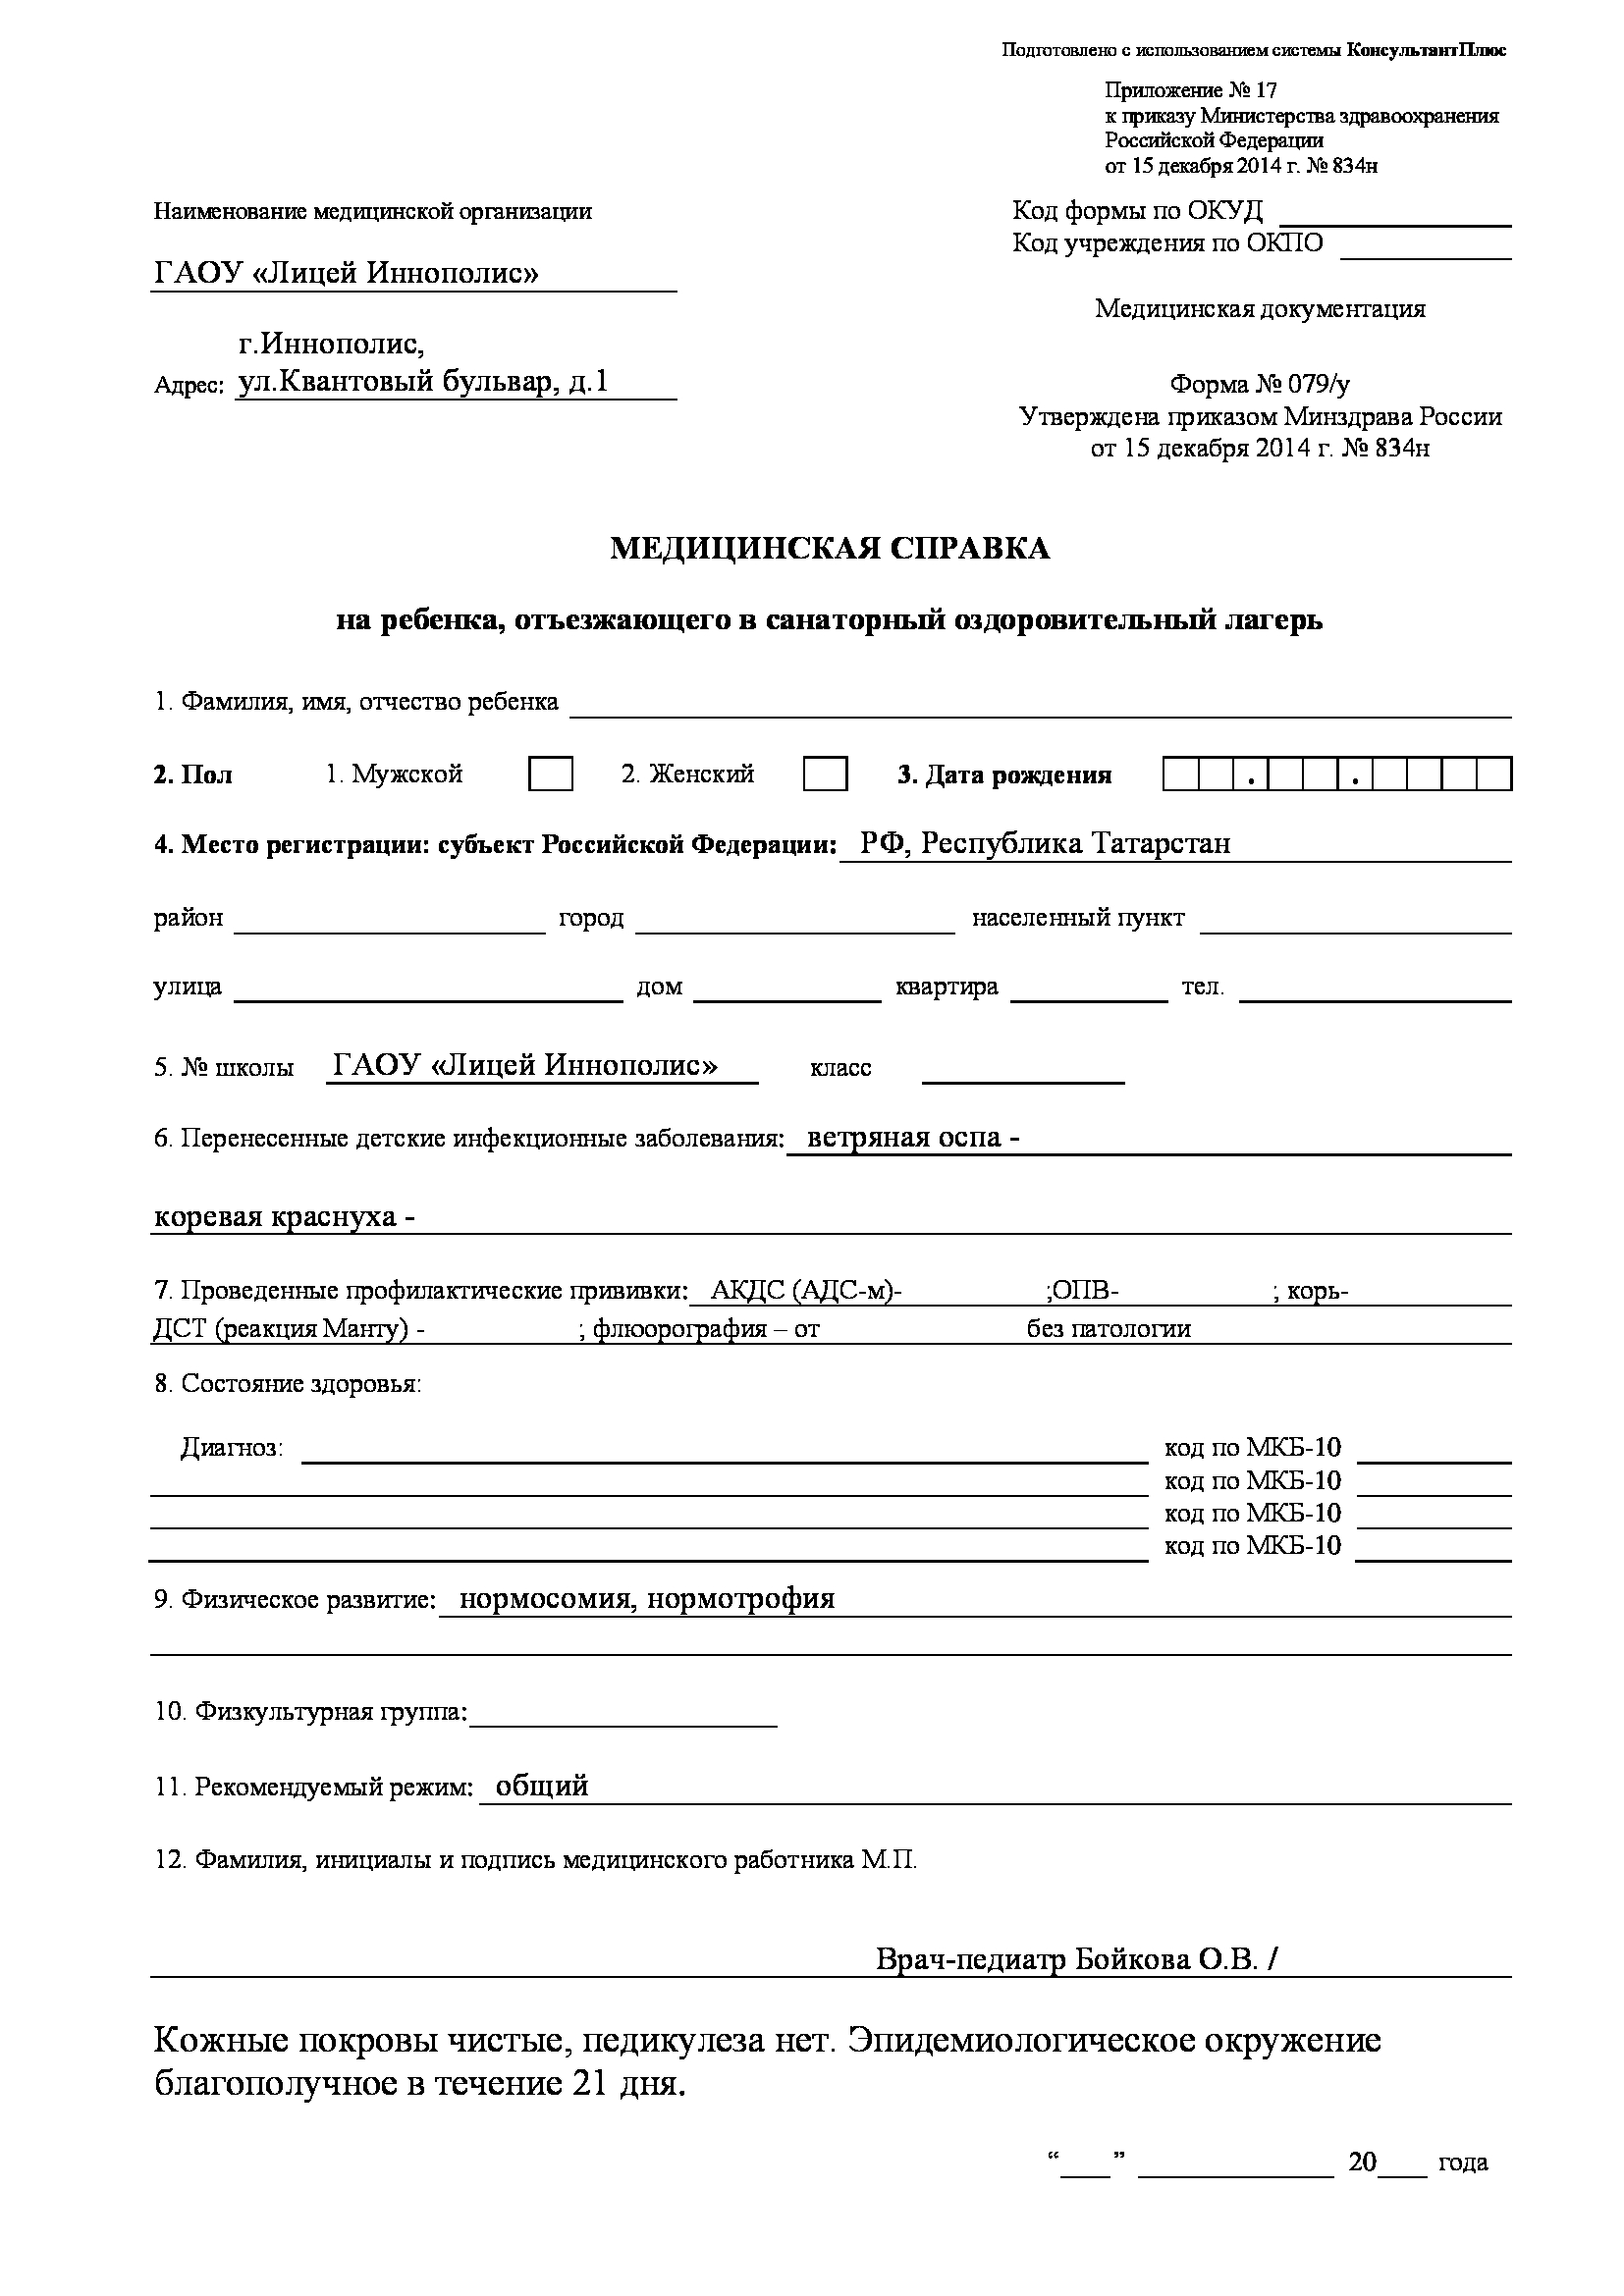 Подготовлено с использованием системы КонсультантПлюс
Приложение № 17
к приказу Министерства здравоохранения
Российской Федерации
от 15 декабря 2014 г. № 834н
Наименование медицинской организации
Код формы по ОКУД
Код учреждения по ОКПО
ГАОУ «Лицей Иннополис»
Медицинская документация
г.Иннополис,
Адрес: ул.Квантовый бульвар, д.1
Форма № 079/у
Утверждена приказом Минздрава России
от 15 декабря 2014 г. № 834н
МЕДИЦИНСКАЯ СПРАВКА
на ребенка, отъезжающего в санаторный оздоровительный лагерь
1. Фамилия, имя, отчество ребенка
2. Пол 1. Мужской 2. Женский 3. Дата рождения . .
4. Место регистрации: субъект Российской Федерации: РФ, Республика Татарстан
район город населенный пункт
улица дом квартира тел.
5. № школы ГАОУ «Лицей Иннополис» класс
6. Перенесенные детские инфекционные заболевания: ветряная оспа -
коревая краснуха -
7. Проведенные профилактические прививки: АКДС (АДС-м)- ;ОПВ- ; корь-
ДСТ (реакция Манту) - ; флюорография – от без патологии
8. Состояние здоровья:
Диагноз: код по МКБ-10
код по МКБ-10
код по МКБ-10
код по МКБ-10
9. Физическое развитие: нормосомия, нормотрофия
10. Физкультурная группа:
11. Рекомендуемый режим: общий
12. Фамилия, инициалы и подпись медицинского работника М.П.
Врач-педиатр Бойкова О.В. /
Кожные покровы чистые, педикулеза нет. Эпидемиологическое окружение
благополучное в течение 21 дня.
“___” ____________ 20___ года